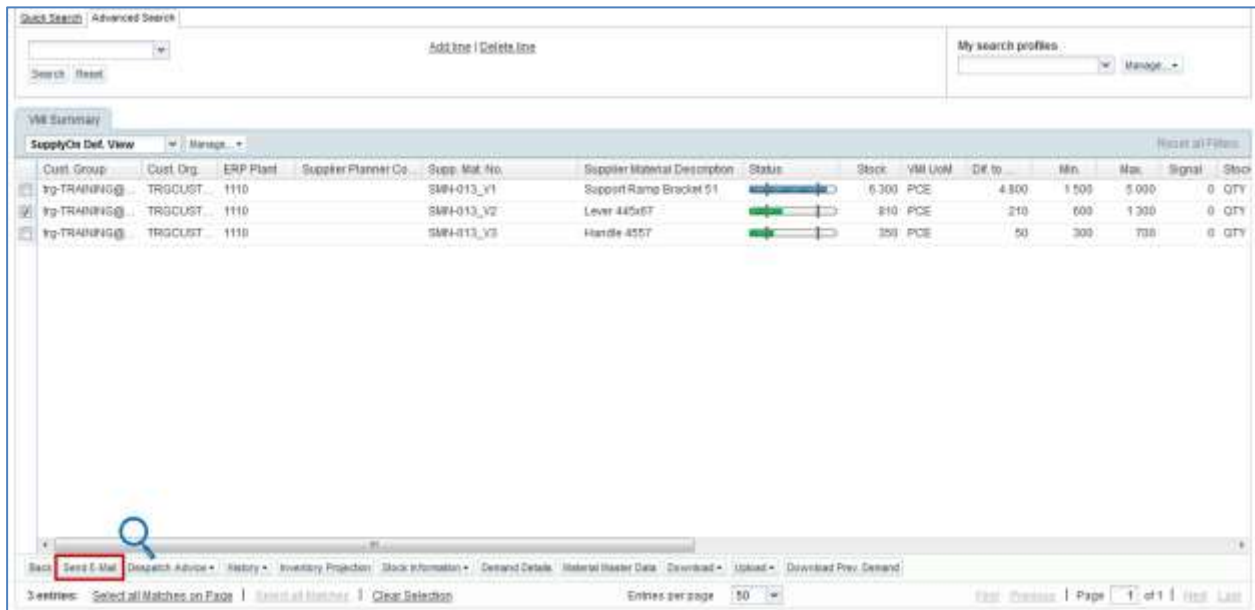 Quick Search Advanced Search
Add line | Delete line
My search profiles
Manage...
Search Reset
VMI Summary
SupplyOn Def. View Manage... Reset all Filters
Cust. Group Cust. Org. ERP Plant Supplier Planner Co... Supp. Mat. No. Supplier Material Description Status Stock VMI UoM Dif. to ... Min. Max. Signal Stock
trg-TRAINING@... TRGCUST... 1110 SMN-013_V1 Support Ramp Bracket 51 6.300 PCE 4.800 1.500 5.000 0 QTY
trg-TRAINING@... TRGCUST... 1110 SMN-013_V2 Lever 445x67 810 PCE 210 600 1.300 0 QTY
trg-TRAINING@... TRGCUST... 1110 SMN-013_V3 Handle 4557 350 PCE 50 300 700 0 QTY
Back Send E-Mail Despatch Advice History Inventory Projection Stock Information Demand Details Material Master Data Download Upload Download Prev. Demand
3 entries: Select all Matches on Page | Select all Matches | Clear Selection Entries per page 50 First Previous | Page 1 of 1 | Next Last